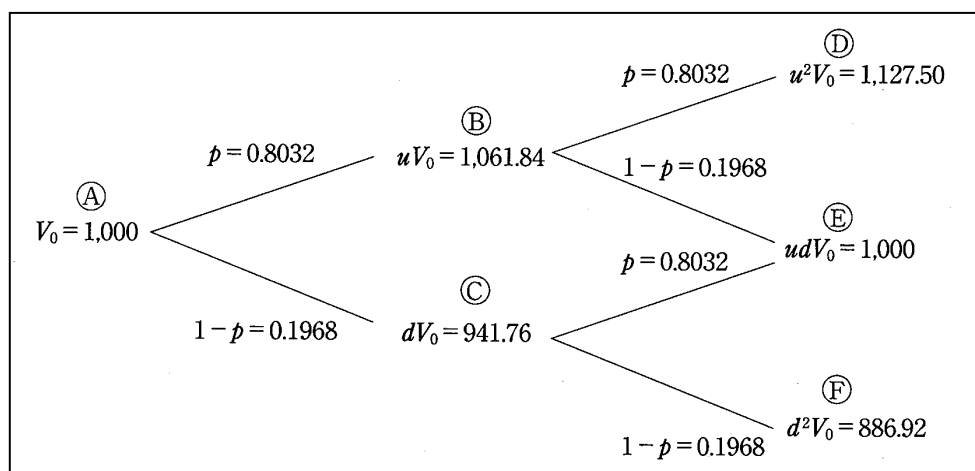 Ⓓ
p=0.8032
u²V₀=1,127.50
Ⓑ
p=0.8032
uV₀=1,061.84
1−p=0.1968
Ⓐ
V₀=1,000
Ⓔ
udV₀=1,000
p=0.8032
Ⓒ
1−p=0.1968
dV₀=941.76
Ⓕ
d²V₀=886.92
1−p=0.1968